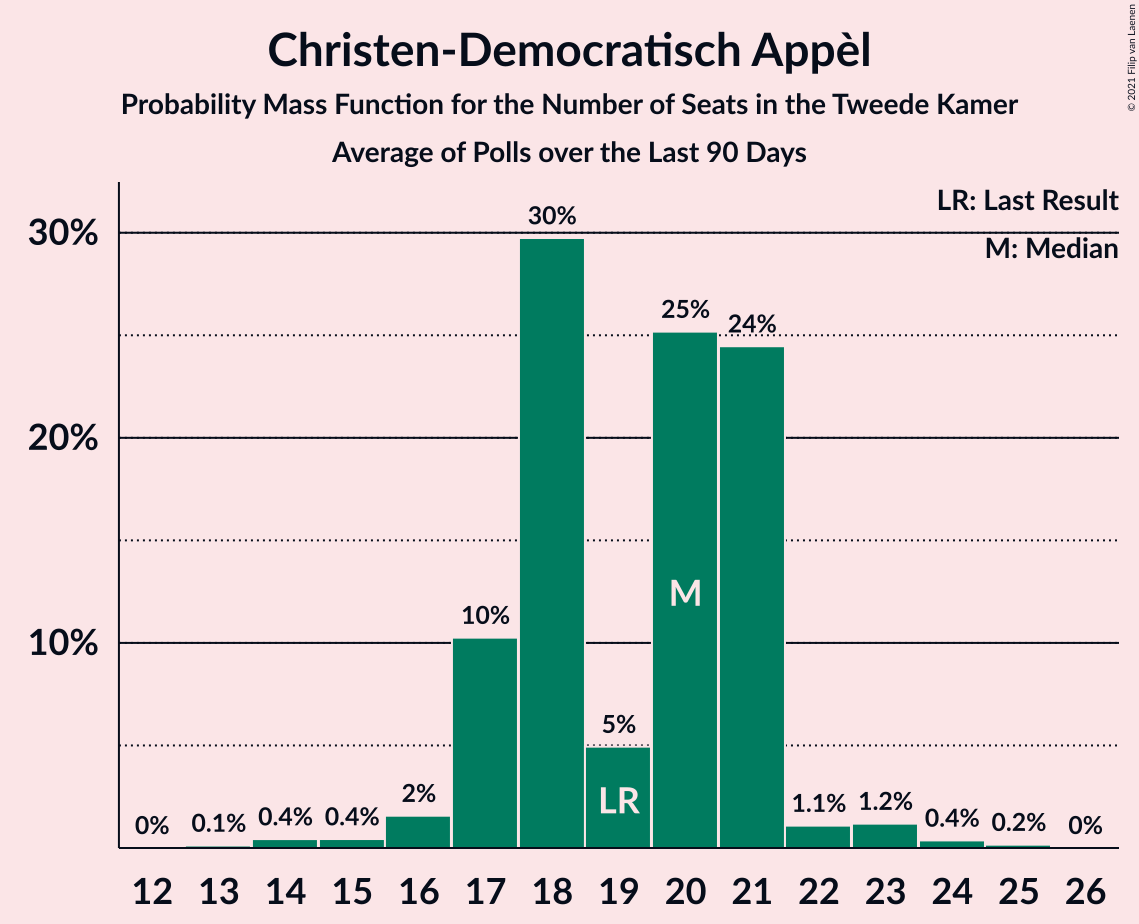 Christen-Democratisch Appèl
Probability Mass Function for the Number of Seats in the Tweede Kamer
Average of Polls over the Last 90 Days
© 2021 Filip van Laenen
LR: Last Result
M: Median
30%
20%
10%
0%
0.1%
0.4%
0.4%
2%
10%
30%
5%
25%
24%
1.1%
1.2%
0.4%
0.2%
0%
LR
M
12 13 14 15 16 17 18 19 20 21 22 23 24 25 26